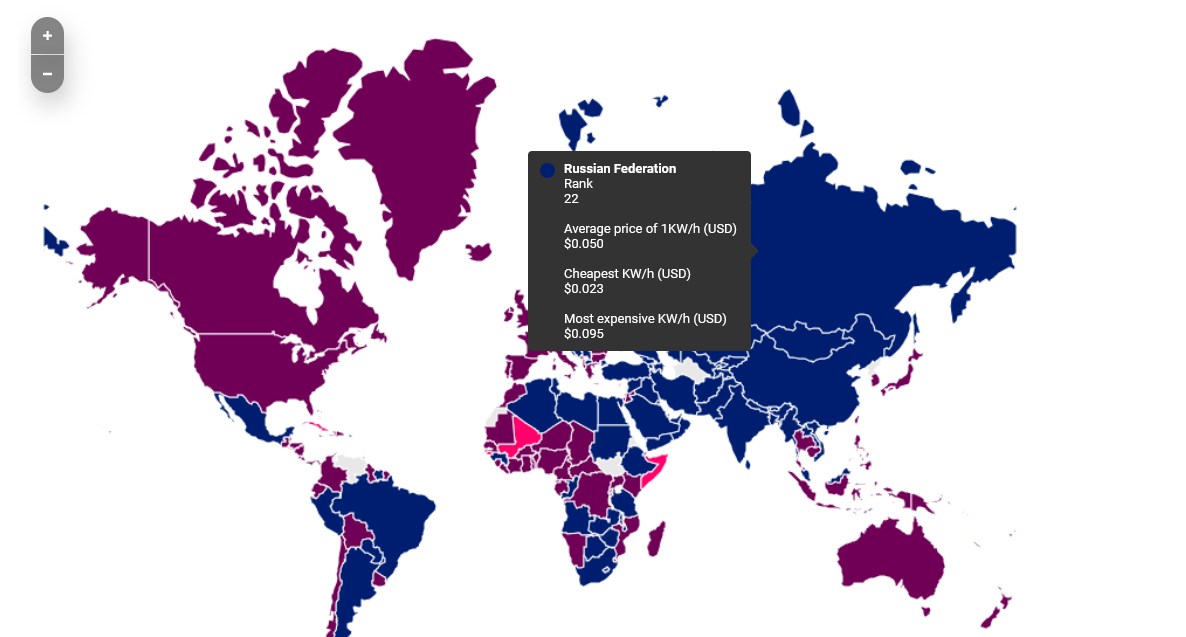 +
−
Russian Federation
Rank
22
Average price of 1KW/h (USD)
$0.050
Cheapest KW/h (USD)
$0.023
Most expensive KW/h (USD)
$0.095